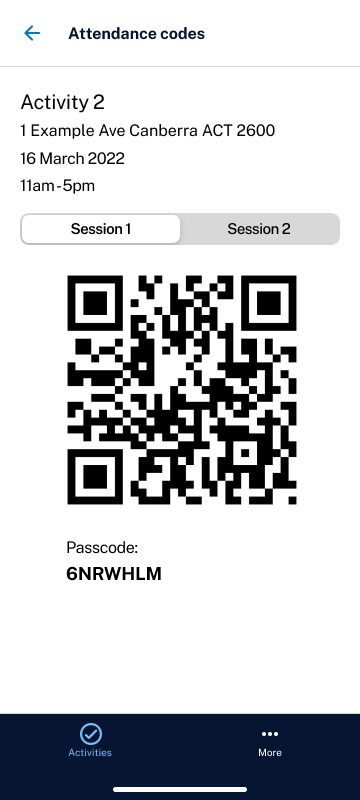 Attendance codes
Activity 2
1 Example Ave Canberra ACT 2600
16 March 2022
11am-5pm
Session 1
Session 2
Passcode:
6NRWHLM
Activities
More